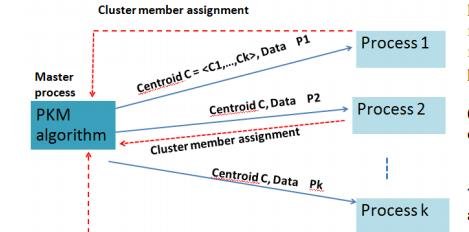 Cluster member assignment
Centroid C = <C1,...,Ck>, Data P1
Process 1
Master
process
PKM
algorithm
Centroid C, Data P2
Process 2
Cluster member assignment
Centroid C, Data Pk
Process k